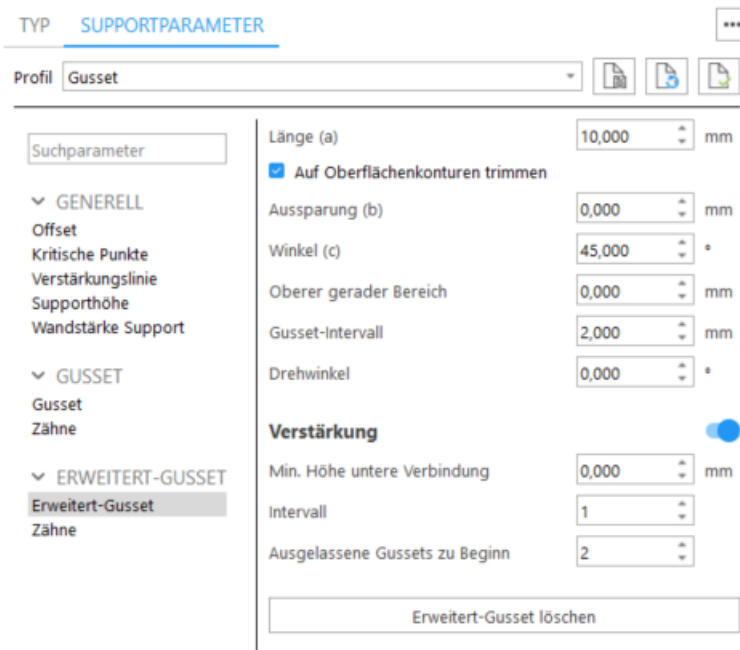 TYP SUPPORTPARAMETER
Profil Gusset
Suchparameter
GENERELL
Offset
Kritische Punkte
Verstärkungslinie
Supporthöhe
Wandstärke Support
GUSSET
Gusset
Zähne
ERWEITERT-GUSSET
Erweitert-Gusset
Zähne
Länge (a) 10,000 mm
Auf Oberflächenkonturen trimmen
Aussparung (b) 0,000 mm
Winkel (c) 45,000 °
Oberer gerader Bereich 0,000 mm
Gusset-Intervall 2,000 mm
Drehwinkel 0,000 °
Verstärkung
Min. Höhe untere Verbindung 0,000 mm
Intervall 1
Ausgelassene Gussets zu Beginn 2
Erweitert-Gusset löschen